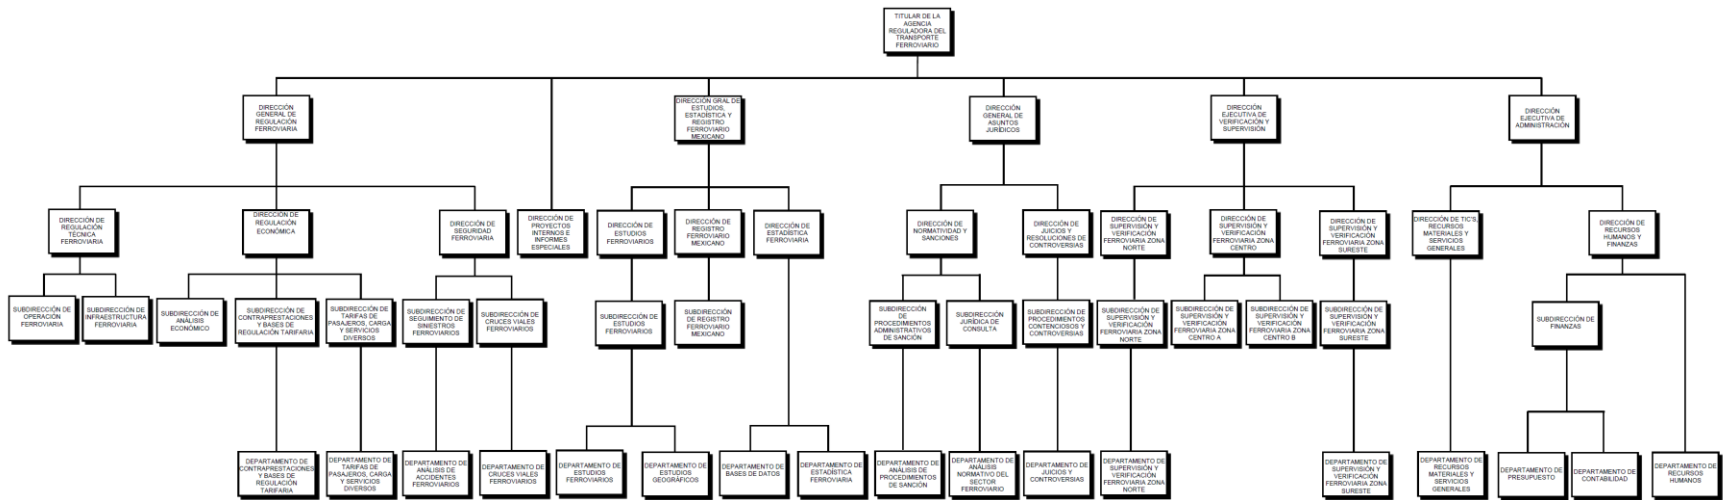 TITULAR DE LA
AGENCIA
REGULADORA DEL
TRANSPORTE
FERROVIARIO
DIRECCIÓN
GENERAL DE
REGULACIÓN
FERROVIARIA
DIRECCIÓN GRAL DE
ESTUDIOS,
ESTADÍSTICA Y
REGISTRO
FERROVIARIO
MEXICANO
DIRECCIÓN
GENERAL DE
ASUNTOS
JURÍDICOS
DIRECCIÓN
EJECUTIVA DE
VERIFICACIÓN Y
SUPERVISIÓN
DIRECCIÓN
EJECUTIVA DE
ADMINISTRACIÓN
DIRECCIÓN DE
REGULACIÓN
TÉCNICA
FERROVIARIA
DIRECCIÓN DE
REGULACIÓN
ECONÓMICA
DIRECCIÓN DE
SEGURIDAD
FERROVIARIA
DIRECCIÓN DE
PROYECTOS
INTERNOS E
INFORMES
ESPECIALES
DIRECCIÓN DE
ESTUDIOS
FERROVIARIOS
DIRECCIÓN DE
REGISTRO
FERROVIARIO
MEXICANO
DIRECCIÓN DE
ESTADÍSTICA
FERROVIARIA
DIRECCIÓN DE
NORMATIVIDAD Y
SANCIONES
DIRECCIÓN DE
JUICIOS Y
RESOLUCIONES DE
CONTROVERSIAS
DIRECCIÓN DE
SUPERVISIÓN Y
VERIFICACIÓN
FERROVIARIA ZONA
NORTE
DIRECCIÓN DE
SUPERVISIÓN Y
VERIFICACIÓN
FERROVIARIA ZONA
CENTRO
DIRECCIÓN DE
SUPERVISIÓN Y
VERIFICACIÓN
FERROVIARIA ZONA
SURESTE
DIRECCIÓN DE TIC'S,
RECURSOS
MATERIALES Y
SERVICIOS
GENERALES
DIRECCIÓN DE
RECURSOS
HUMANOS Y
FINANZAS
SUBDIRECCIÓN DE
OPERACIÓN
FERROVIARIA
SUBDIRECCIÓN DE
INFRAESTRUCTURA
FERROVIARIA
SUBDIRECCIÓN DE
ANÁLISIS
ECONÓMICO
SUBDIRECCIÓN DE
CONTRAPRESTACIONES
Y BASES DE
REGULACIÓN TARIFARIA
SUBDIRECCIÓN DE
TARIFAS DE
PASAJEROS, CARGA
Y SERVICIOS
DIVERSOS
SUBDIRECCIÓN DE
SEGUIMIENTO DE
SINIESTROS
FERROVIARIOS
SUBDIRECCIÓN DE
CRUCES VIALES
FERROVIARIOS
SUBDIRECCIÓN DE
ESTUDIOS
FERROVIARIOS
SUBDIRECCIÓN
DE REGISTRO
FERROVIARIO
MEXICANO
SUBDIRECCIÓN
DE
PROCEDIMIENTOS
ADMINISTRATIVOS
DE SANCIÓN
SUBDIRECCIÓN
JURÍDICA DE
CONSULTA
SUBDIRECCIÓN DE
PROCEDIMIENTOS
CONTENCIOSOS Y
CONTROVERSIAS
SUBDIRECCIÓN DE
SUPERVISIÓN Y
VERIFICACIÓN
FERROVIARIA ZONA
NORTE
SUBDIRECCIÓN DE
SUPERVISIÓN Y
VERIFICACIÓN
FERROVIARIA ZONA
CENTRO A
SUBDIRECCIÓN DE
SUPERVISIÓN Y
VERIFICACIÓN
FERROVIARIA ZONA
CENTRO B
SUBDIRECCIÓN DE
SUPERVISIÓN Y
VERIFICACIÓN
FERROVIARIA ZONA
SURESTE
SUBDIRECCIÓN DE
FINANZAS
DEPARTAMENTO DE
CONTRAPRESTACIONES
Y BASES DE
REGULACIÓN
TARIFARIA
DEPARTAMENTO DE
TARIFAS DE
PASAJEROS, CARGA
Y SERVICIOS
DIVERSOS
DEPARTAMENTO DE
ANÁLISIS DE
ACCIDENTES
FERROVIARIOS
DEPARTAMENTO DE
CRUCES VIALES
FERROVIARIOS
DEPARTAMENTO DE
ESTUDIOS
FERROVIARIOS
DEPARTAMENTO DE
ESTUDIOS
GEOGRÁFICOS
DEPARTAMENTO
DE BASES DE DATOS
DEPARTAMENTO DE
ESTADÍSTICA
FERROVIARIA
DEPARTAMENTO DE
ANÁLISIS DE
PROCEDIMIENTOS
DE SANCIÓN
DEPARTAMENTO DE
ANÁLISIS
NORMATIVO DEL
SECTOR
FERROVIARIO
DEPARTAMENTO DE
JUICIOS Y
CONTROVERSIAS
DEPARTAMENTO DE
SUPERVISIÓN Y
VERIFICACIÓN
FERROVIARIA ZONA
NORTE
DEPARTAMENTO DE
SUPERVISIÓN Y
VERIFICACIÓN
FERROVIARIA ZONA
SURESTE
DEPARTAMENTO DE
RECURSOS
MATERIALES Y
SERVICIOS
GENERALES
DEPARTAMENTO DE
PRESUPUESTO
DEPARTAMENTO DE
CONTABILIDAD
DEPARTAMENTO DE
RECURSOS
HUMANOS